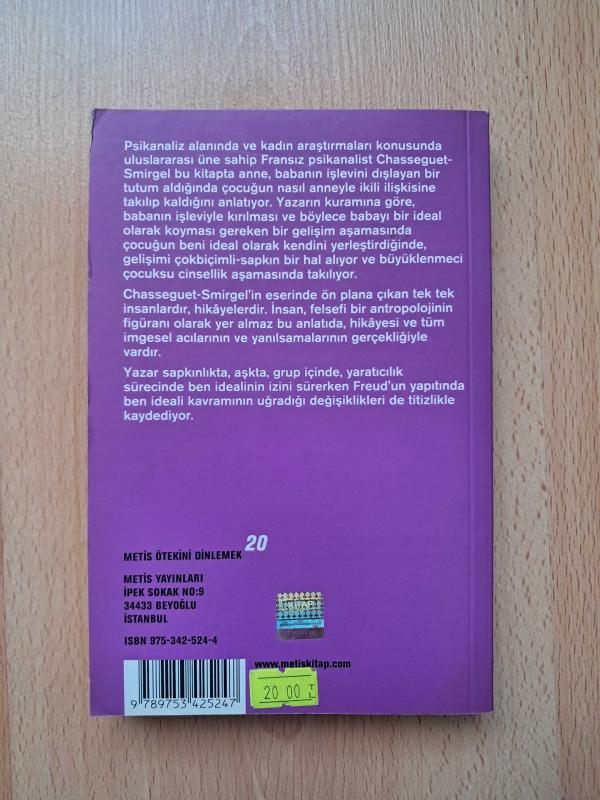 Psikanaliz alanında ve kadın araştırmaları konusunda
uluslararası üne sahip Fransız psikanalist Chasseguet-
Smirgel bu kitapta anne, babanın işlevini dışlayan bir
tutum aldığında çocuğun nasıl anneyle ikili ilişkisine
takılıp kaldığını anlatıyor. Yazarın kuramına göre,
babanın işleviyle kırılması ve böylece babayı bir ideal
olarak koyması gereken bir gelişim aşamasında
çocuğun beni ideal olarak kendini yerleştirdiğinde,
gelişimi çokbiçimli-sapkın bir hal alıyor ve büyüklenmeci
çocuksu cinsellik aşamasında takılıyor.
Chasseguet-Smirgel'in eserinde ön plana çıkan tek tek
insanlardır, hikâyelerdir. İnsan, felsefi bir antropolojinin
figüranı olarak yer almaz bu anlatıda, hikâyesi ve tüm
imgesel acılarının ve yanılsamalarının gerçekliğiyle
vardır.
Yazar sapkınlıkta, aşkta, grup içinde, yaratıcılık
sürecinde ben idealinin izini sürerken Freud'un yapıtında
ben ideali kavramının uğradığı değişiklikleri de titizlikle
kaydediyor.
METİS ÖTEKİNİ DİNLEMEK 20
METİS YAYINLARI
İPEK SOKAK NO:9
34433 BEYOĞLU
İSTANBUL
ISBN 975-342-524-4
KİTAP
www.metiskitap.com
9 789753 425247
20 00 TL